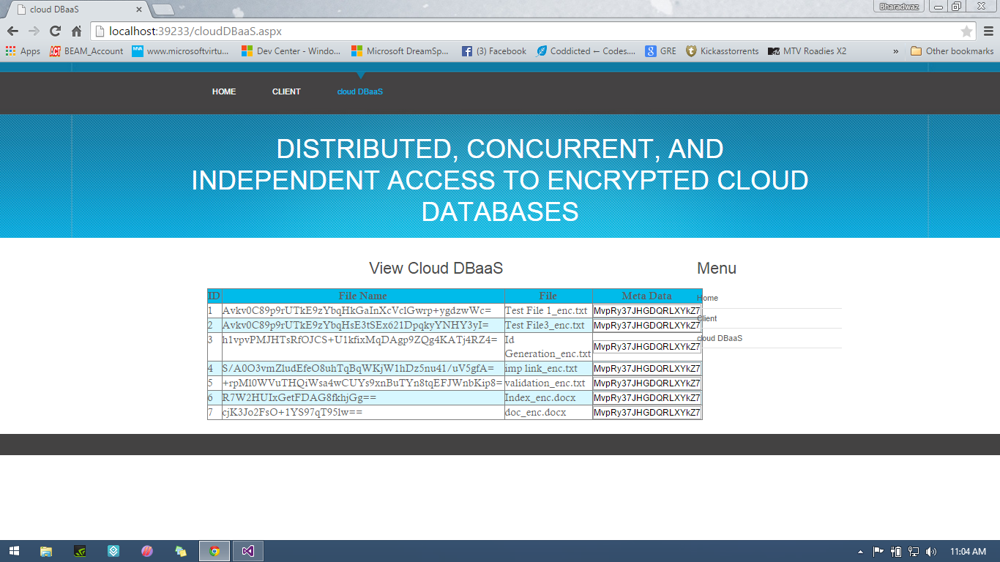 cloud DBaaS
Bharadwaz
localhost:39233/cloudDBaaS.aspx
Apps ACT BEAM_Account MVA www.microsoftvirtu... Dev Center - Windo... Microsoft DreamSp... (3) Facebook Coddicted ← Codes.... GRE Kickasstorrents MTV Roadies X2 » Other bookmarks
HOME CLIENT cloud DBaaS
DISTRIBUTED, CONCURRENT, AND
INDEPENDENT ACCESS TO ENCRYPTED CLOUD
DATABASES
View Cloud DBaaS
ID File Name File Meta Data
1 Avkv0C89p9rUTkE9zYbqHkGaInXcVclGwrp+ygdzwWc= Test File 1_enc.txt MvpRy37JHGDQRLXYkZ7
2 Avkv0C89p9rUTkE9zYbqHsE3tSEx621DpqkyYNHY3yI= Test File3_enc.txt MvpRy37JHGDQRLXYkZ7
3 h1vpvPMJHTsRfOJCS+U1kfixMqDAgp9ZQg4KATj4RZ4= Id
Generation_enc.txt MvpRy37JHGDQRLXYkZ7
4 S/A0O3vmZludEfeO8uhTqBqWKjW1hDz5nu41/uV5gfA= imp link_enc.txt MvpRy37JHGDQRLXYkZ7
5 +rpMl0WVuTHQiWsa4wCUYs9xnBuTYn8tqEFJWnbKip8= validation_enc.txt MvpRy37JHGDQRLXYkZ7
6 R7W2HUIxGetFDAG8fkhjGg== Index_enc.docx MvpRy37JHGDQRLXYkZ7
7 cjK3Jo2FsO+1YS97qT95lw== doc_enc.docx MvpRy37JHGDQRLXYkZ7
Menu
Home
Client
cloud DBaaS
11:04 AM